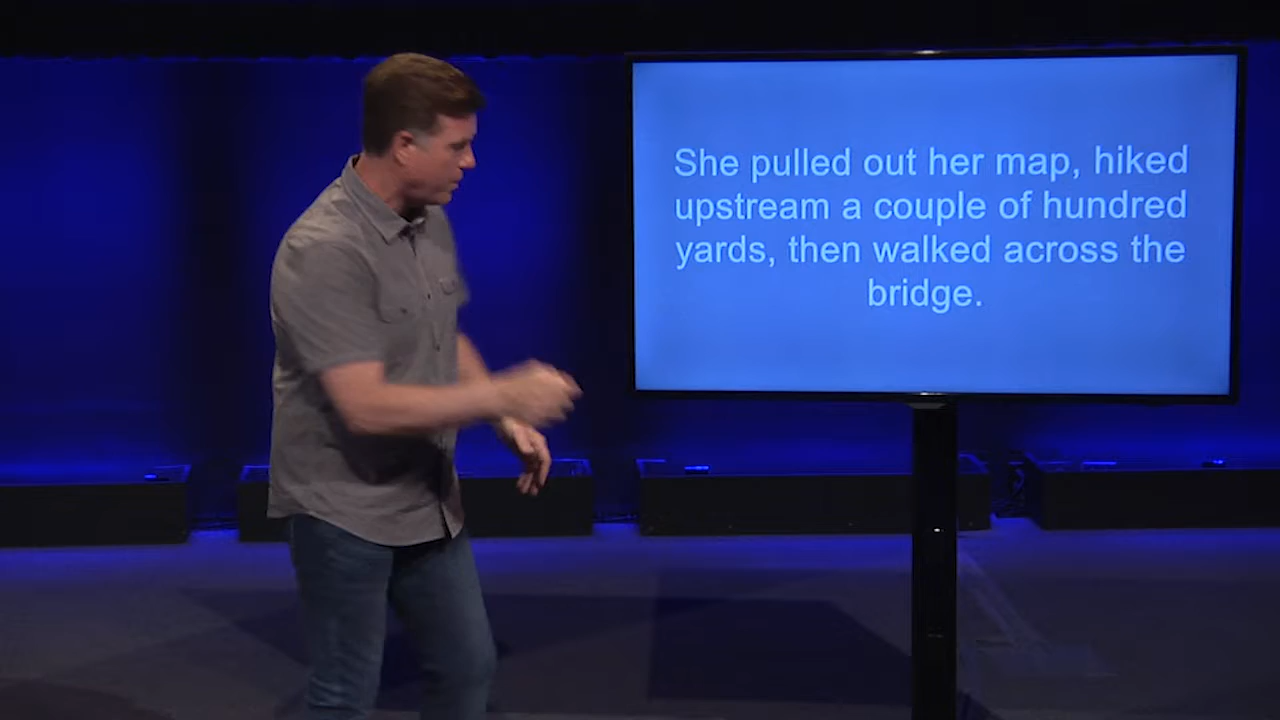 She pulled out her map, hiked
upstream a couple of hundred
yards, then walked across the
bridge.